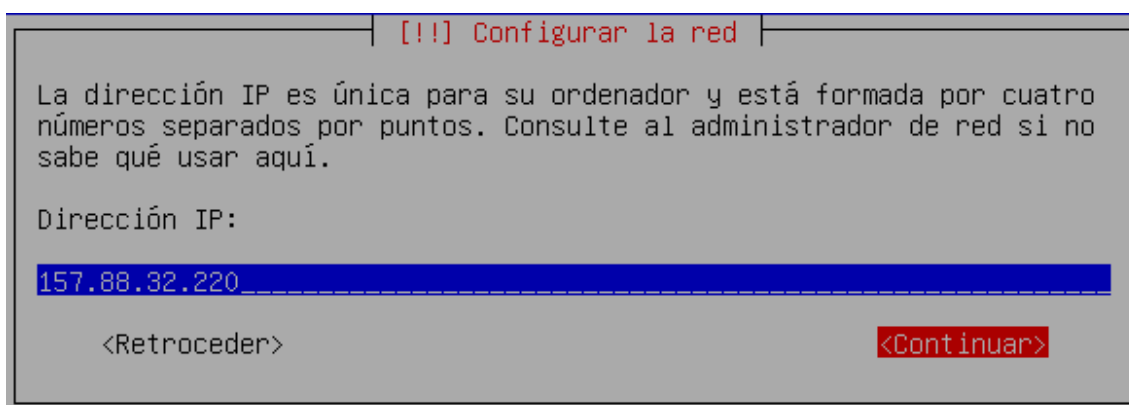 [!!] Configurar la red
La dirección IP es única para su ordenador y está formada por cuatro
números separados por puntos. Consulte al administrador de red si no
sabe qué usar aquí.
Dirección IP:
157.88.32.220
<Retroceder> <Continuar>